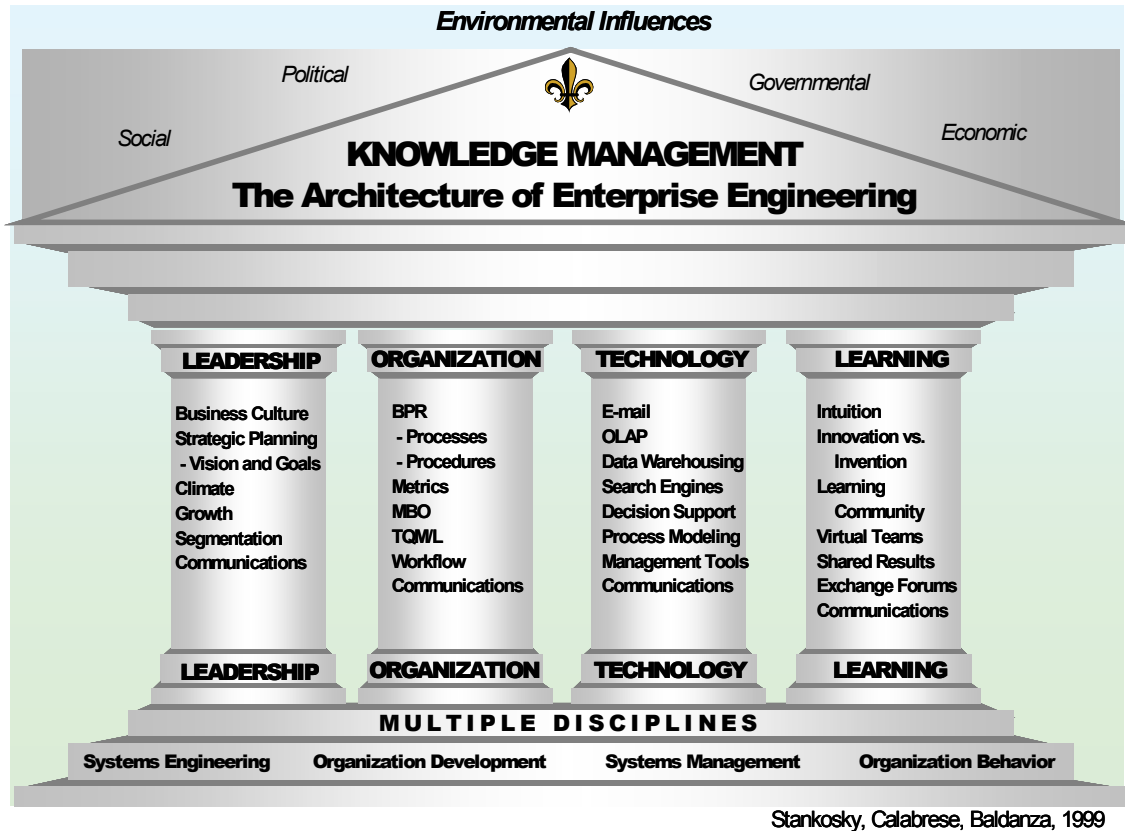 Environmental Influences
Political
Governmental
Social
Economic
KNOWLEDGE MANAGEMENT
The Architecture of Enterprise Engineering
LEADERSHIP
Business Culture
Strategic Planning
- Vision and Goals
Climate
Growth
Segmentation
Communications
LEADERSHIP
ORGANIZATION
BPR
- Processes
- Procedures
Metrics
MBO
TQM/L
Workflow
Communications
ORGANIZATION
TECHNOLOGY
E-mail
OLAP
Data Warehousing
Search Engines
Decision Support
Process Modeling
Management Tools
Communications
TECHNOLOGY
LEARNING
Intuition
Innovation vs.
Invention
Learning
Community
Virtual Teams
Shared Results
Exchange Forums
Communications
LEARNING
MULTIPLE DISCIPLINES
Systems Engineering
Organization Development
Systems Management
Organization Behavior
Stankosky, Calabrese, Baldanza, 1999